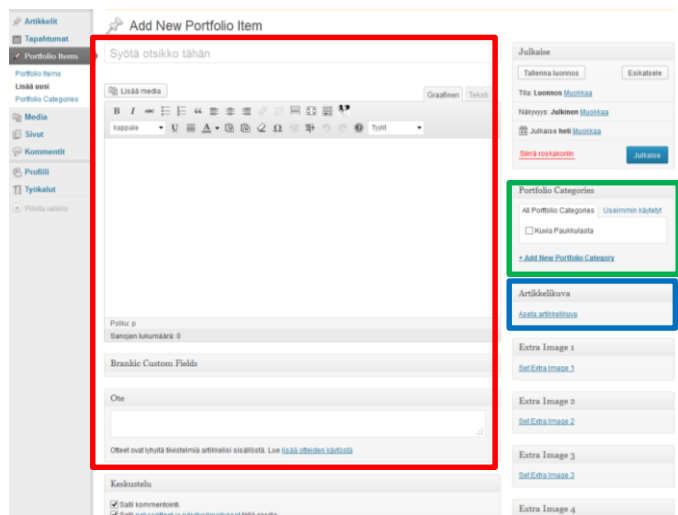 Artikkelit
Tapahtumat
Portfolio Items
Portfolio Items
Lisää uusi
Portfolio Categories
Media
Sivut
Kommentit
Profiili
Työkalut
Piilota valikko
Add New Portfolio Item
Syötä otsikko tähän
Lisää media
Graafinen Teksti
B I
kappale U A Ω Tyylit
Polku: p
Sanojen lukumäärä: 0
Brankic Custom Fields
Ote
Otteet ovat lyhyitä tiivistelmiä artikkelisi sisällöstä. Lue lisää otteiden käytöstä
Keskustelu
Salli kommentointi.
Julkaise
Tallenna luonnos Esikatsele
Tila: Luonnos Muokkaa
Näkyvyys: Julkinen Muokkaa
Julkaise heti Muokkaa
Siirrä roskakoriin Julkaise
Portfolio Categories
All Portfolio Categories Useimmin käytetyt
Kuvia Paukkulasta
+ Add New Portfolio Category
Artikkelikuva
Aseta artikkelikuva
Extra Image 1
Set Extra Image 1
Extra Image 2
Set Extra Image 2
Extra Image 3
Set Extra Image 3
Extra Image 4